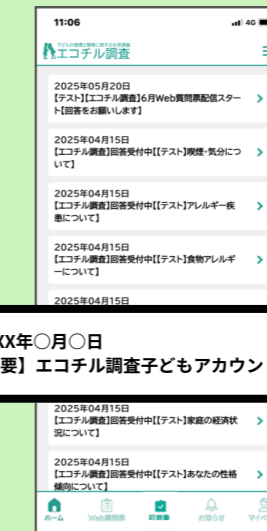 11:06
4G
子どもの健康と環境に関する全国調査
エコチル調査
2025年05月20日
【テスト】【エコチル調査】6月Web質問票配信スター
ト【回答をお願いします】
2025年04月15日
【エコチル調査】回答受付中【【テスト】喫煙・気分につ
いて】
2025年04月15日
【エコチル調査】回答受付中【【テスト】アレルギー疾
患について】
2025年04月15日
【エコチル調査】回答受付中【【テスト】食物アレルギ
ーについて】
2025年04月15日
XX年〇月〇日
要】エコチル調査子どもアカウン
2025年04月15日
【エコチル調査】回答受付中【【テスト】家庭の経済状
況について】
2025年04月15日
【エコチル調査】回答受付中【【テスト】あなたの性格
傾向について】
ホーム
Web質問票
お知らせ
マイペ